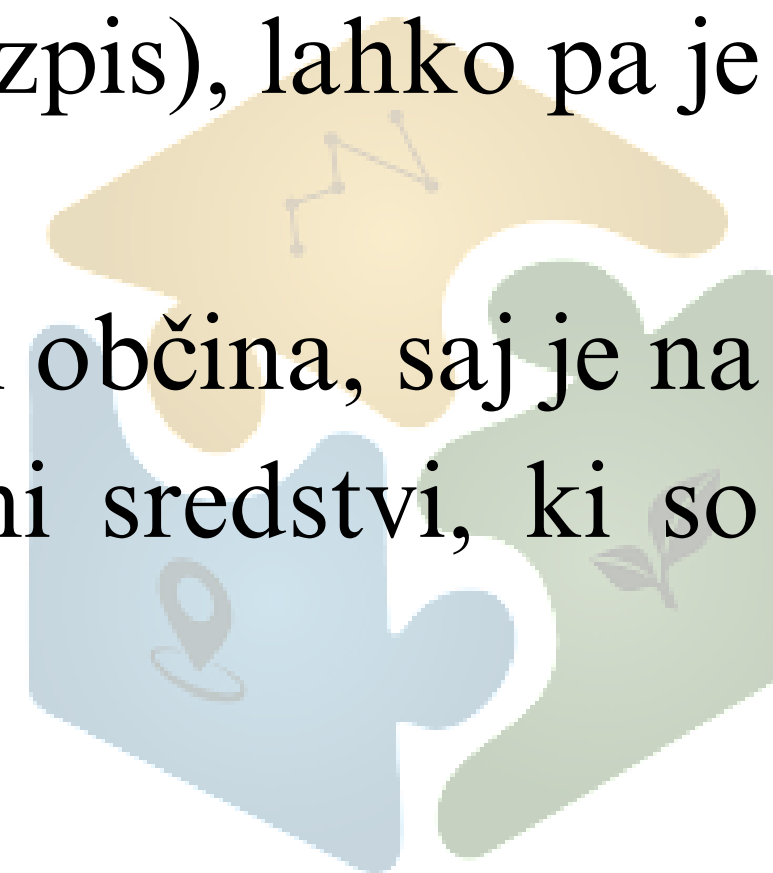 zpis), lahko pa je
občina, saj je na
ni sredstvi, ki so